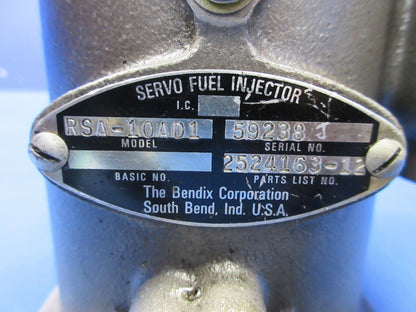 SERVO FUEL INJECTOR
I.C.
RSA-10AD1 59238
MODEL SERIAL NO.
2524163-12
BASIC NO. PARTS LIST NO.
The Bendix Corporation
South Bend, Ind. U.S.A.